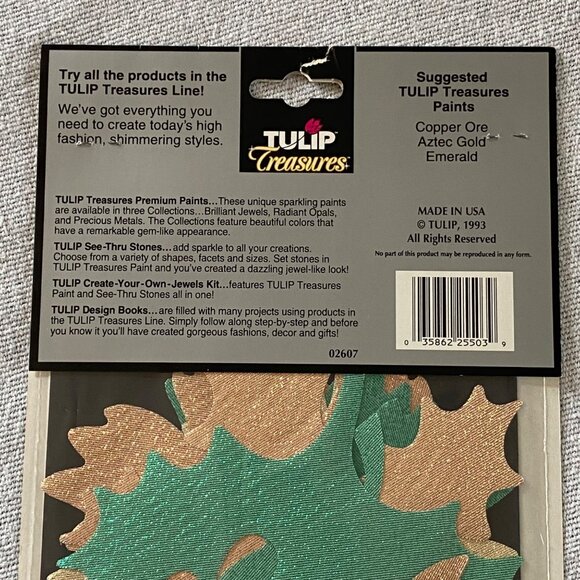 Try all the products in the
TULIP Treasures Line!
We've got everything you
need to create today's high
fashion, shimmering styles.
TULIP
Treasures™
Suggested
TULIP Treasures
Paints
Copper Ore
Aztec Gold
Emerald
TULIP Treasures Premium Paints...These unique sparkling paints
are available in three Collections...Brilliant Jewels, Radiant Opals,
and Precious Metals. The Collections feature beautiful colors that
have a remarkable gem-like appearance.
TULIP See-Thru Stones...add sparkle to all your creations.
Choose from a variety of shapes, facets and sizes. Set stones in
TULIP Treasures Paint and you've created a dazzling jewel-like look!
TULIP Create-Your-Own-Jewels Kit...features TULIP Treasures
Paint and See-Thru Stones all in one!
TULIP Design Books...are filled with many projects using products in
the TULIP Treasures Line. Simply follow along step-by-step and before
you know it you'll have created gorgeous fashions, decor and gifts!
02607
MADE IN USA
© TULIP, 1993
All Rights Reserved
No part of this product may be reproduced in any form.
0 35862 25503 9